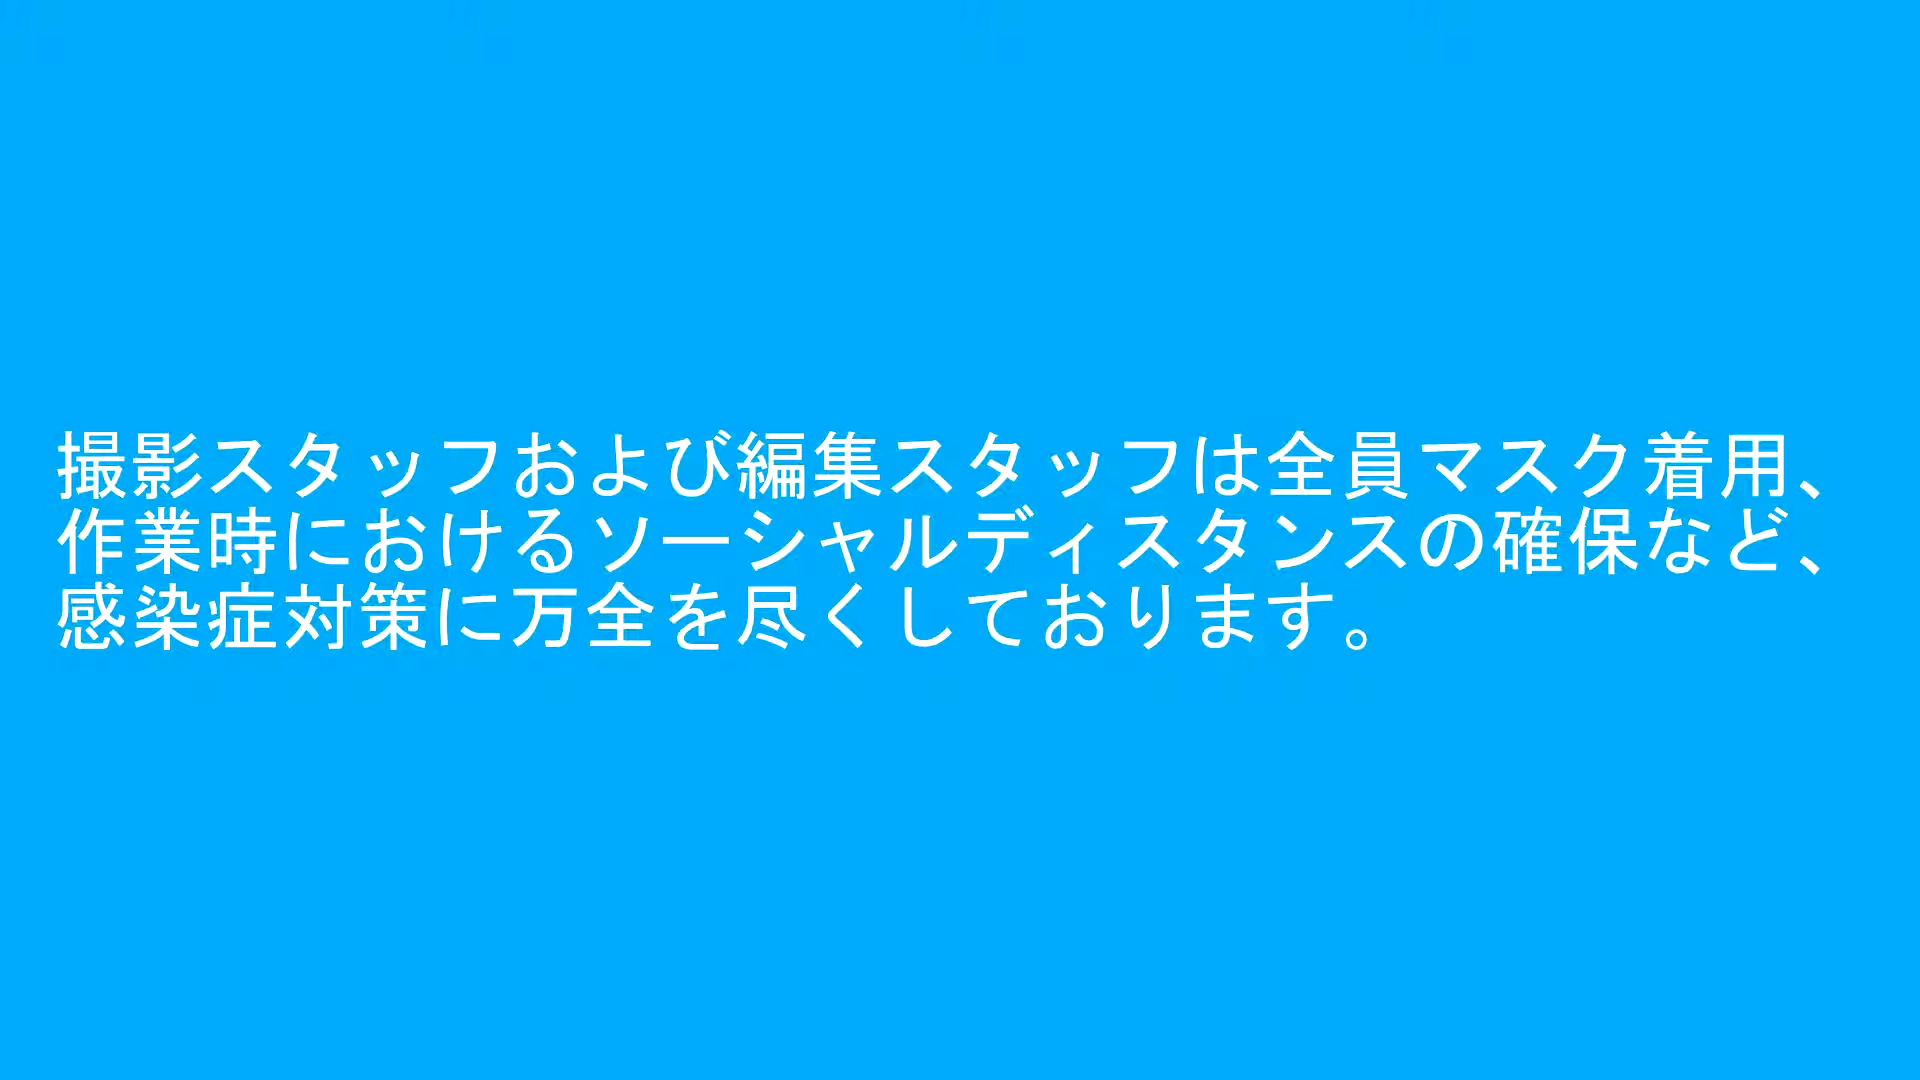 撮影スタッフおよび編集スタッフは全員マスク着用、
作業時におけるソーシャルディスタンスの確保など、
感染症対策に万全を尽くしております。